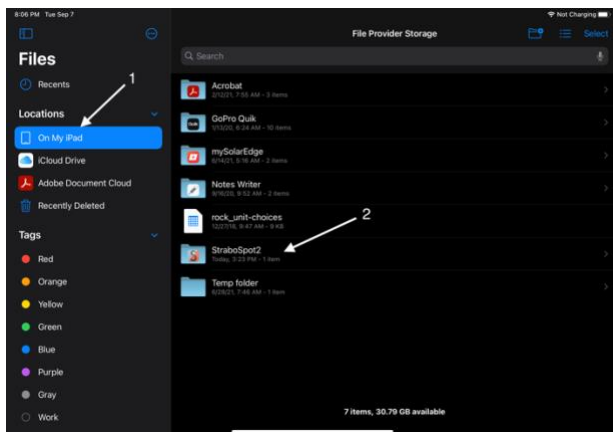 8:06 PM Tue Sep 7
Not Charging
Files
Recents
1
Locations
On My iPad
iCloud Drive
Adobe Document Cloud
Recently Deleted
Tags
Red
Orange
Yellow
Green
Blue
Purple
Gray
Work
File Provider Storage
Select
Search
Acrobat
2/12/21, 7:55 AM - 3 items
GoPro Quik
1/13/20, 6:24 AM - 10 items
mySolarEdge
6/14/21, 5:16 AM - 2 items
Notes Writer
9/16/20, 9:52 AM - 2 items
rock_unit-choices
12/27/18, 9:47 AM - 9 KB
2
StraboSpot2
Today, 3:23 PM - 1 item
Temp folder
6/28/21, 7:46 AM - 1 item
7 items, 30.79 GB available